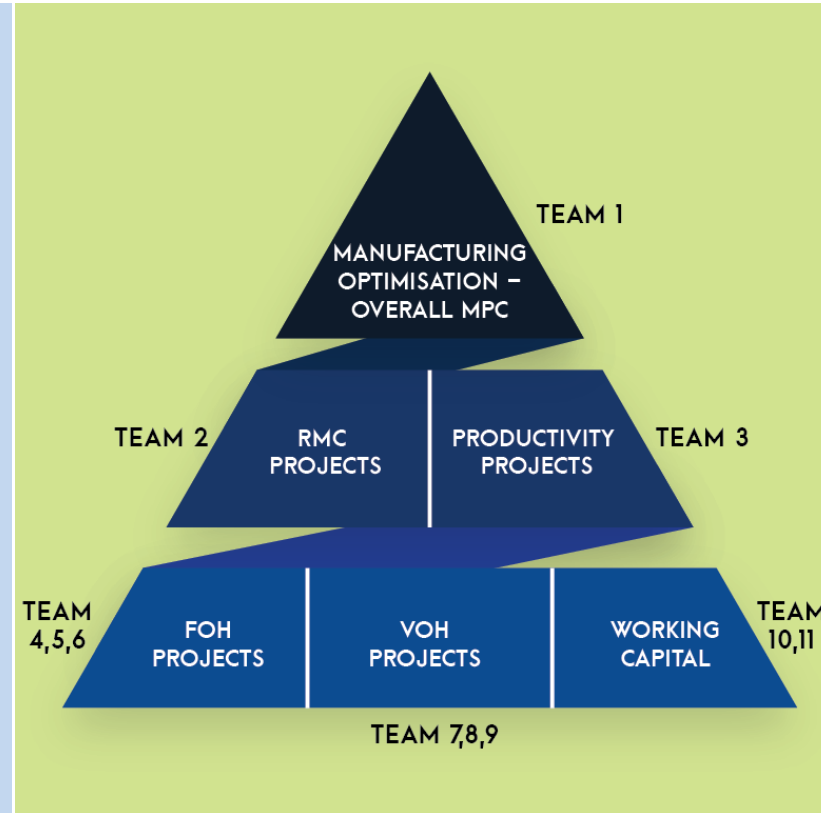 TEAM 1
MANUFACTURING
OPTIMISATION –
OVERALL MPC
TEAM 2
RMC
PROJECTS
PRODUCTIVITY
PROJECTS
TEAM 3
TEAM
4,5,6
FOH
PROJECTS
VOH
PROJECTS
WORKING
CAPITAL
TEAM
10,11
TEAM 7,8,9